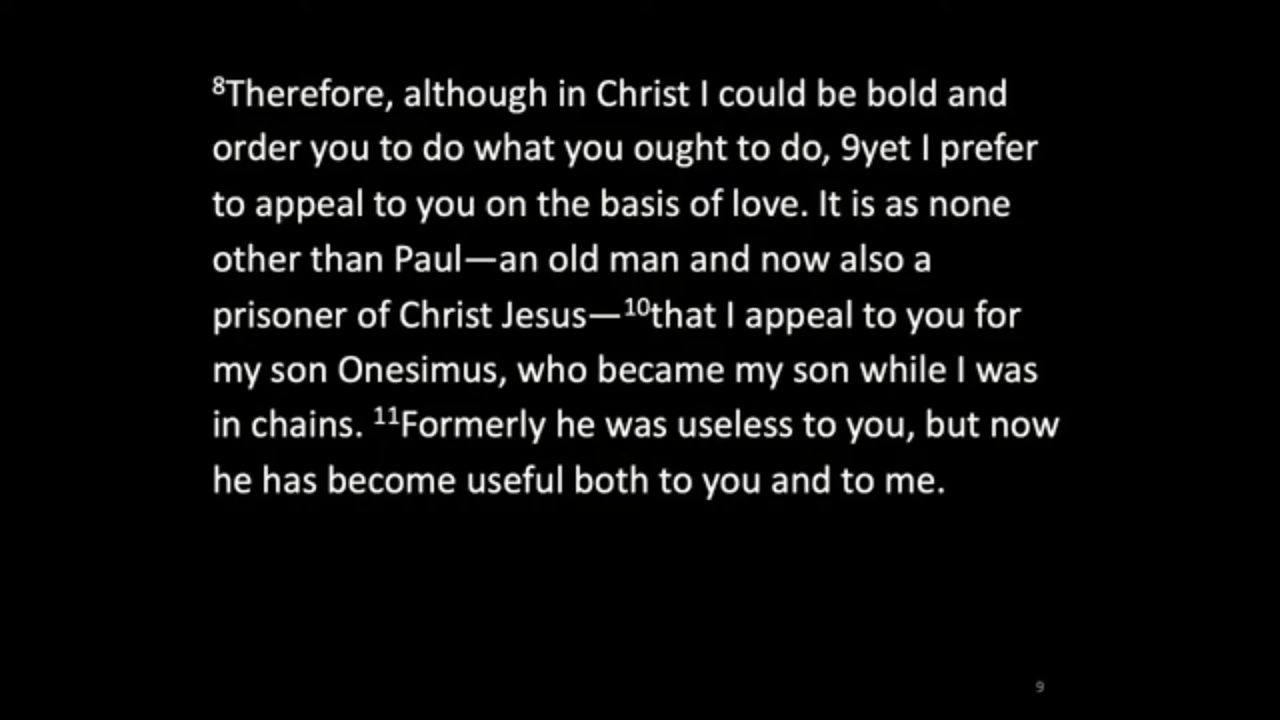 ⁸Therefore, although in Christ I could be bold and
order you to do what you ought to do, 9yet I prefer
to appeal to you on the basis of love. It is as none
other than Paul—an old man and now also a
prisoner of Christ Jesus—¹⁰that I appeal to you for
my son Onesimus, who became my son while I was
in chains. ¹¹Formerly he was useless to you, but now
he has become useful both to you and to me.
9